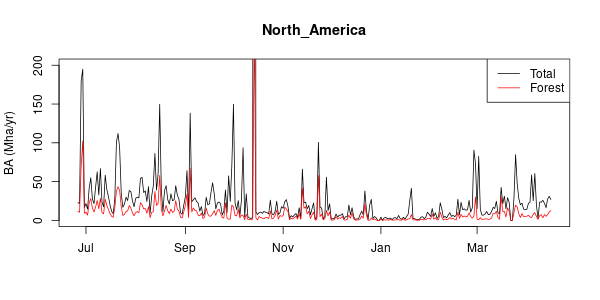 North_America
BA (Mha/yr)
200
150
100
50
0
Total
Forest
Jul Sep Nov Jan Mar